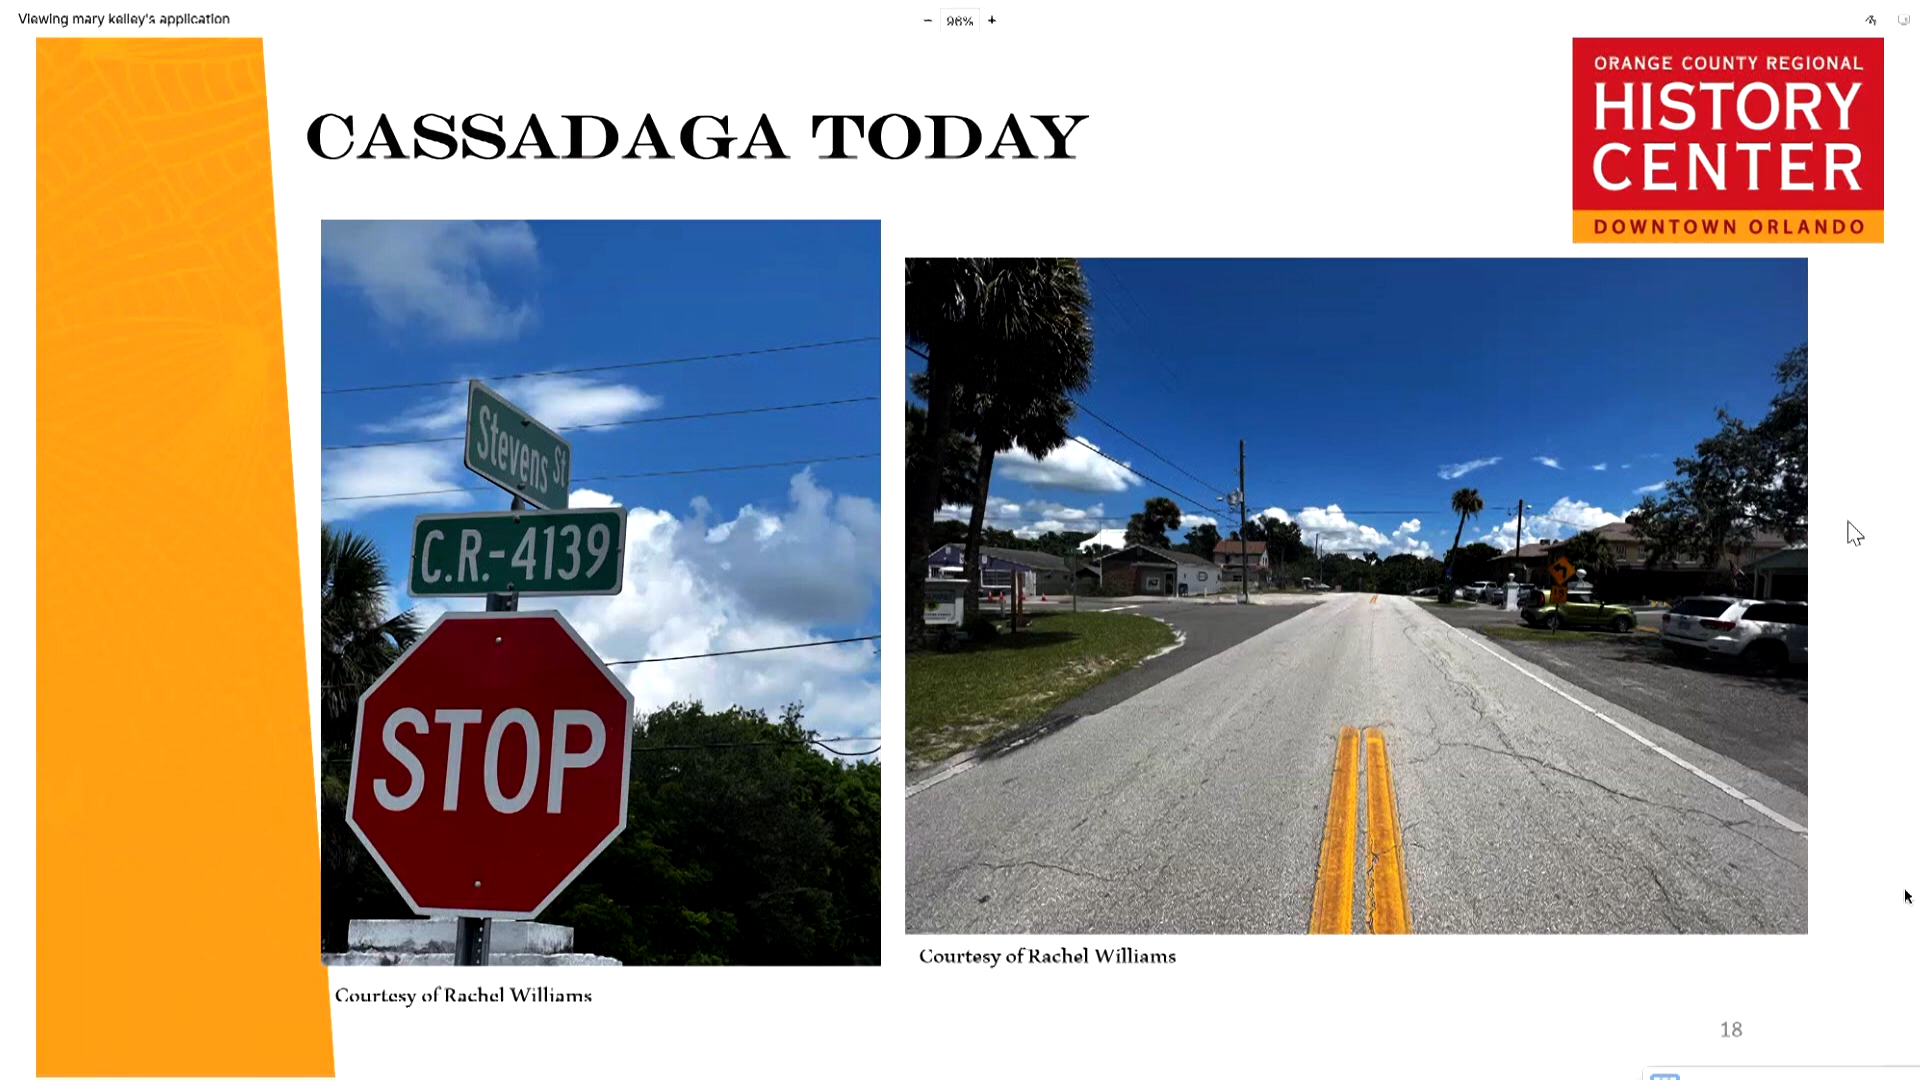 Viewing mary kelley's application
− 96% +
ORANGE COUNTY REGIONAL
HISTORY
CENTER
DOWNTOWN ORLANDO
CASSADAGA TODAY
Stevens St
C.R.-4139
STOP
Courtesy of Rachel Williams
Courtesy of Rachel Williams
18